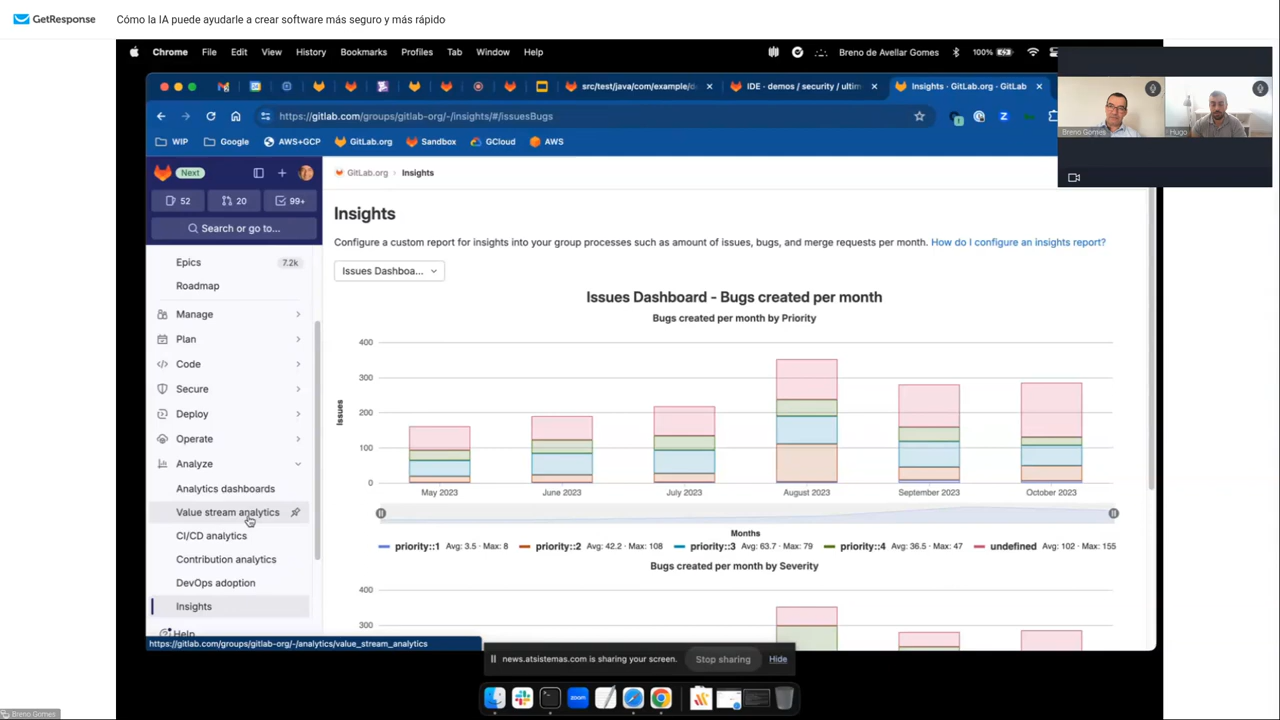 GetResponse Cómo la IA puede ayudarle a crear software más seguro y más rápido
Chrome File Edit View History Bookmarks Profiles Tab Window Help Breno de Avellar Gomes 100%
src/test/java/com/example/d IDE · demos / security / ultim Insights · GitLab.org · GitLab
https://gitlab.com/groups/gitlab-org/-/insights/#/issuesBugs
WIP Google AWS+GCP GitLab.org Sandbox GCloud AWS
Breno Gomes Hugo
Next
52 20 99+
Search or go to...
Epics 7.2k
Roadmap
Manage
Plan
Code
Secure
Deploy
Operate
Analyze
Analytics dashboards
Value stream analytics
CI/CD analytics
Contribution analytics
DevOps adoption
Insights
Help
https://gitlab.com/groups/gitlab-org/-/analytics/value_stream_analytics
GitLab.org › Insights
Insights
Configure a custom report for insights into your group processes such as amount of issues, bugs, and merge requests per month. How do I configure an insights report?
Issues Dashboa...
Issues Dashboard - Bugs created per month
Bugs created per month by Priority
400
300
200
100
0
Issues
May 2023 June 2023 July 2023 August 2023 September 2023 October 2023
Months
priority::1 Avg: 3.5 · Max: 8 priority::2 Avg: 42.2 · Max: 108 priority::3 Avg: 63.7 · Max: 79 priority::4 Avg: 36.5 · Max: 47 undefined Avg: 102 · Max: 155
Bugs created per month by Severity
400
300
news.atsistemas.com is sharing your screen. Stop sharing Hide
zoom
Breno Gomes